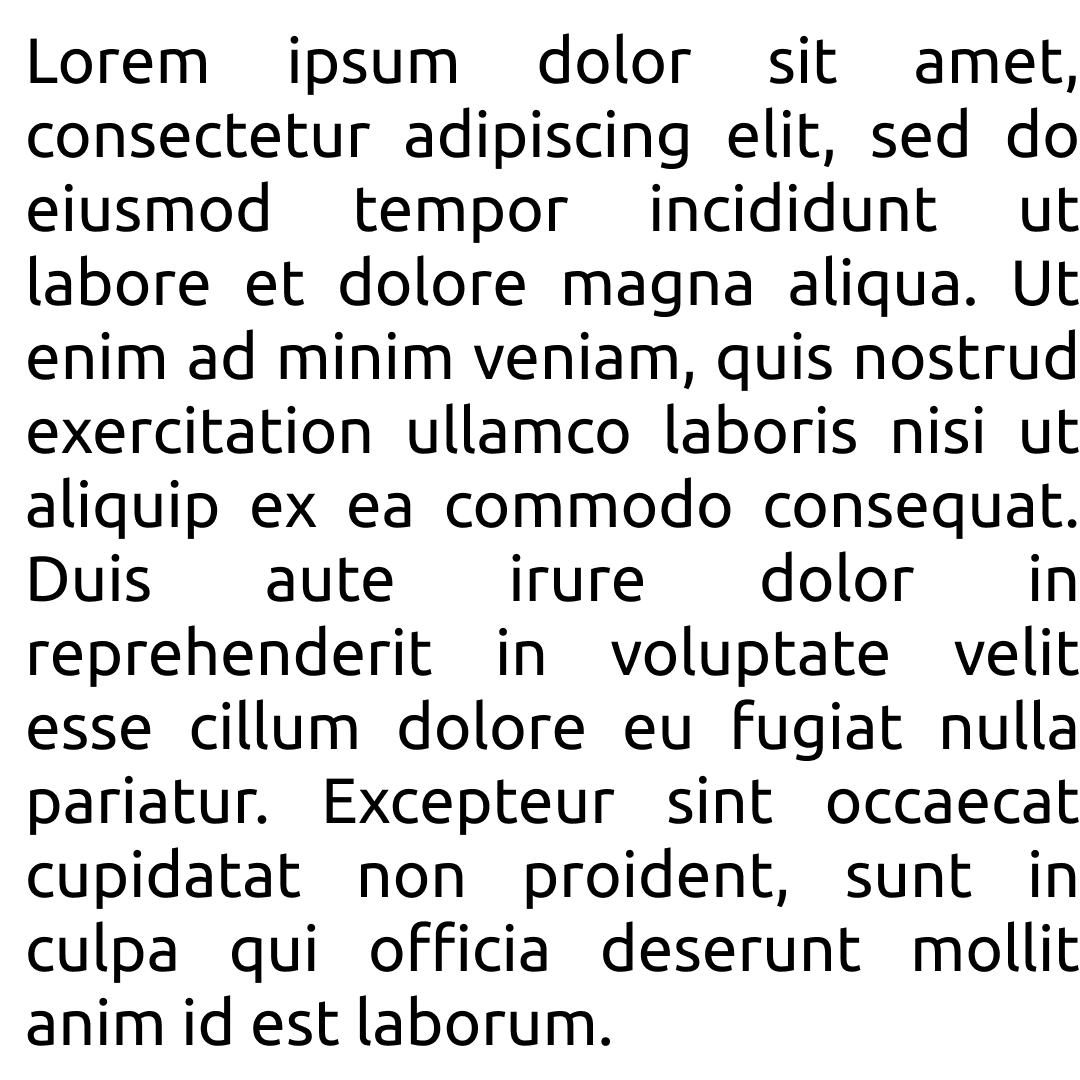 Lorem ipsum dolor sit amet,
consectetur adipiscing elit, sed do
eiusmod tempor incididunt ut
labore et dolore magna aliqua. Ut
enim ad minim veniam, quis nostrud
exercitation ullamco laboris nisi ut
aliquip ex ea commodo consequat.
Duis aute irure dolor in
reprehenderit in voluptate velit
esse cillum dolore eu fugiat nulla
pariatur. Excepteur sint occaecat
cupidatat non proident, sunt in
culpa qui officia deserunt mollit
anim id est laborum.